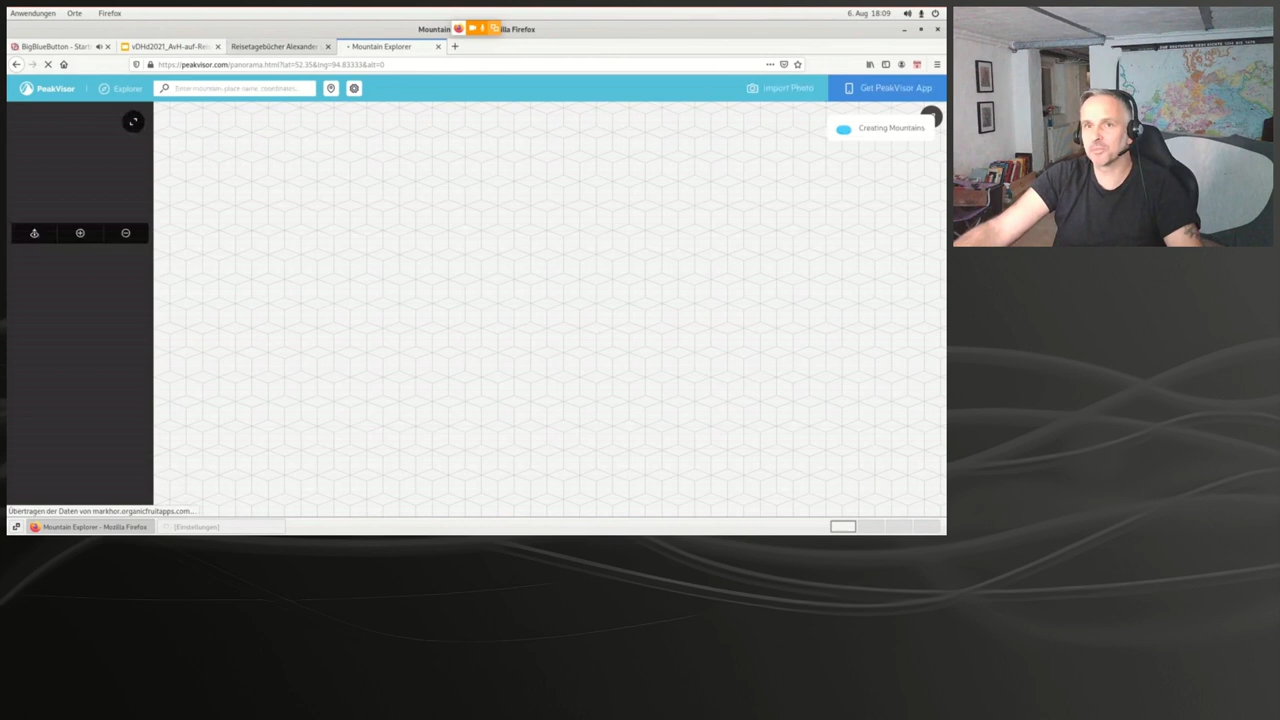 Anwendungen Orte Firefox 6. Aug 18:09
Mountain lla Firefox
BigBlueButton - Start vDHd2021_AvH-auf-Rei Reisetagebücher Alexander Mountain Explorer
https://peakvisor.com/panorama.html?lat=52.35&lng=94.83333&alt=0
PeakVisor Explorer Enter mountain, place name, coordinates... Import Photo Get PeakVisor App
Creating Mountains
Übertragen der Daten von markhor.organicfruitapps.com...
Mountain Explorer - Mozilla Firefox [Einstellungen]